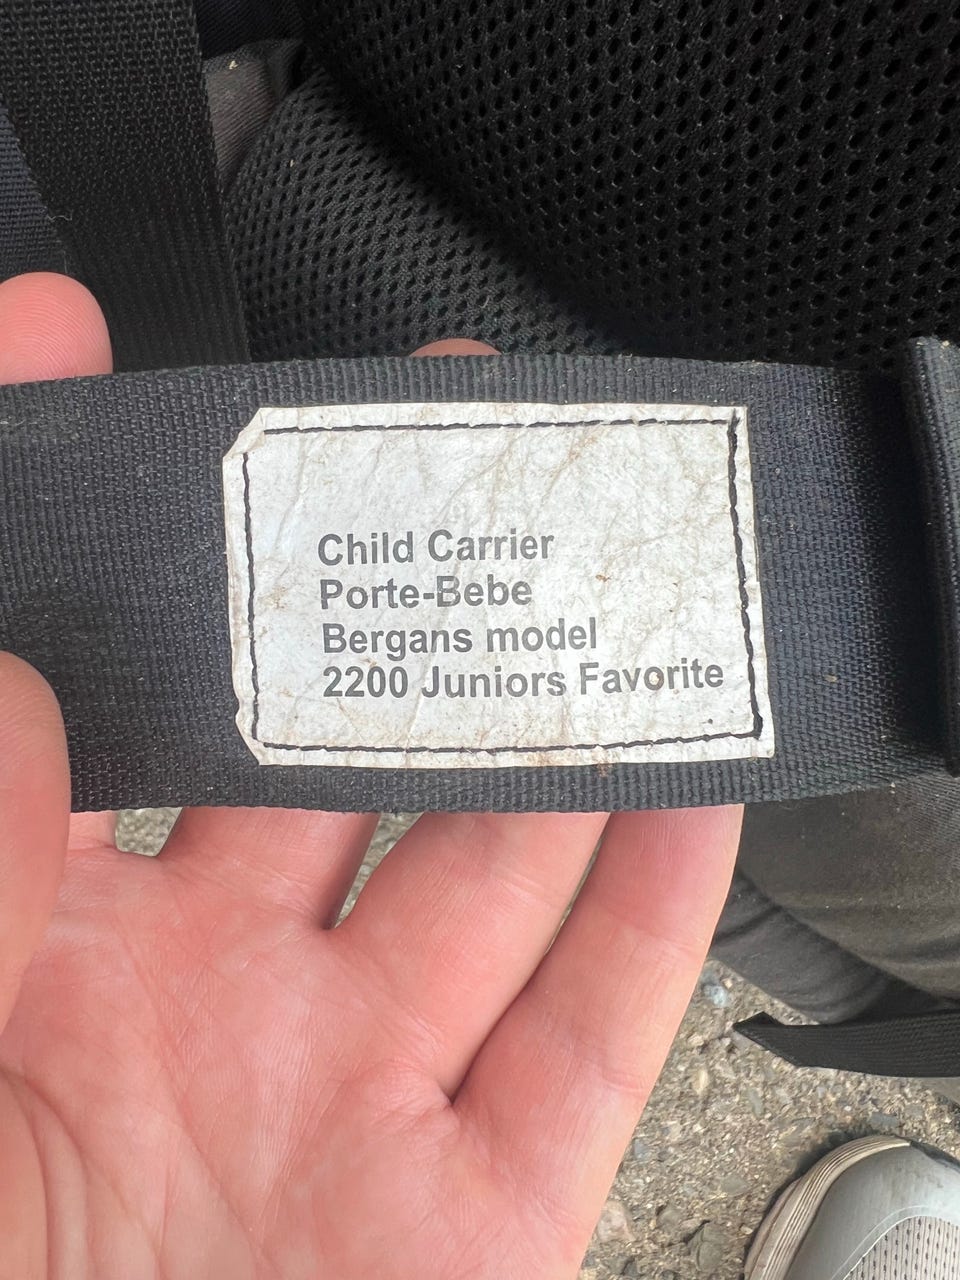 Child Carrier
Porte-Bebe
Bergans model
2200 Juniors Favorite